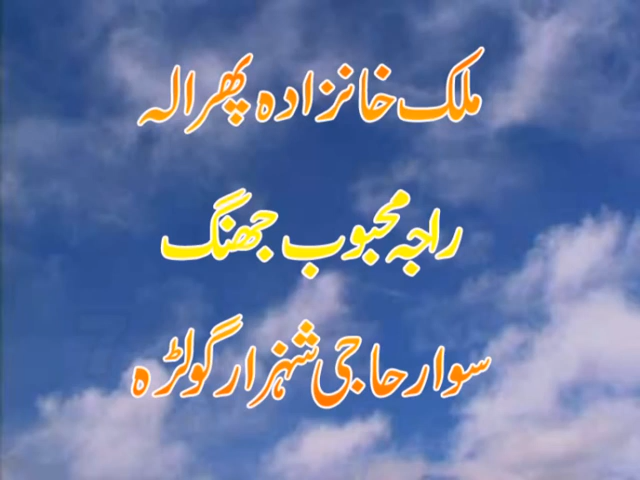 ملک خانزادہ پھرالہ
راجہ محبوب جھنگ
سوار حاجی شہزار گولڑہ